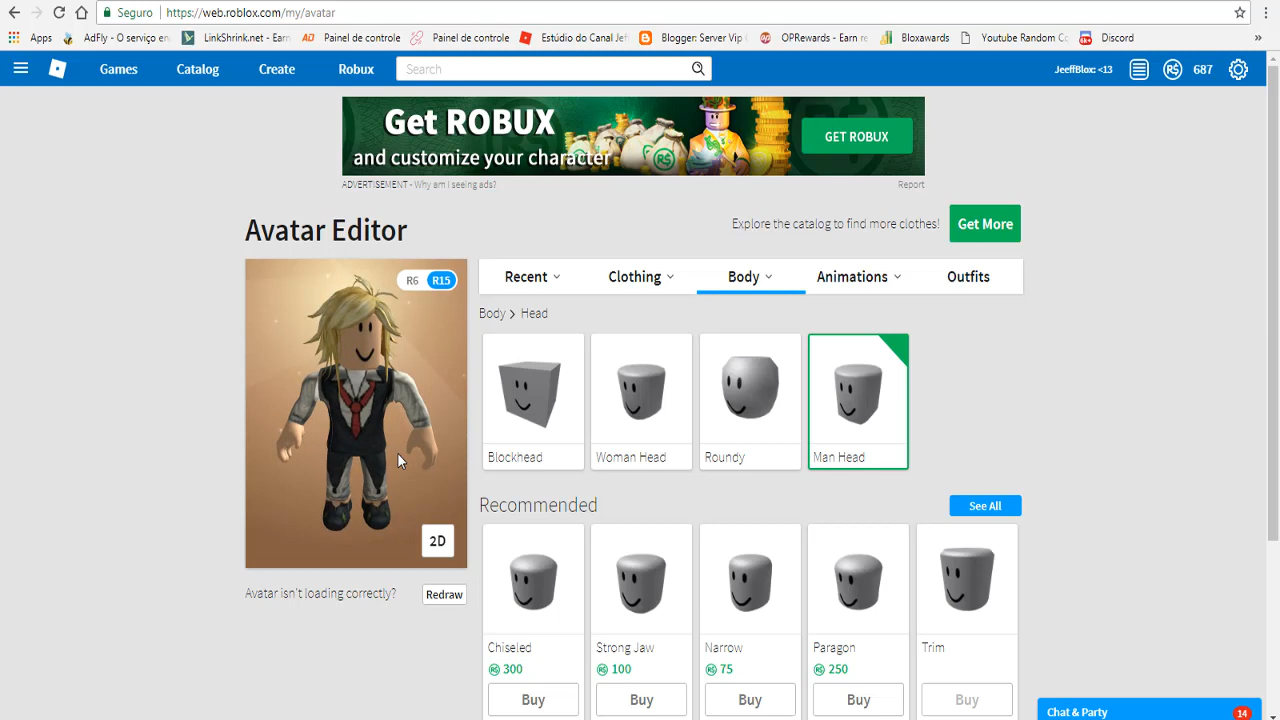 Seguro
https://web.roblox.com/my/avatar
Apps
AdFly - O serviço en
LinkShrink.net - Earn
Painel de controle
Painel de controle
Estúdio do Canal Jef
Blogger: Senso Vip G
OPRewards - Earn re
Bloxawards
Youtube Random Co
Discord
»
Games
Catalog
Create
Robux
Search
JeeffBlox: <13
R$
687
Get ROBUX
and customize your character
GET ROBUX
ADVERTISEMENT - Why am I seeing ads?
Report
Avatar Editor
Explore the catalog to find more clothes!
Get More
R6
R15
Recent
Clothing
Body
Animations
Outfits
Body > Head
Blockhead
Woman Head
Roundy
Man Head
Recommended
See All
2D
Avatar isn't loading correctly?
Redraw
Chiseled
Strong Jaw
Narrow
Paragon
Trim
R$ 300
R$ 100
R$ 75
R$ 250
Buy
Buy
Buy
Buy
Buy
Chat & Party
14